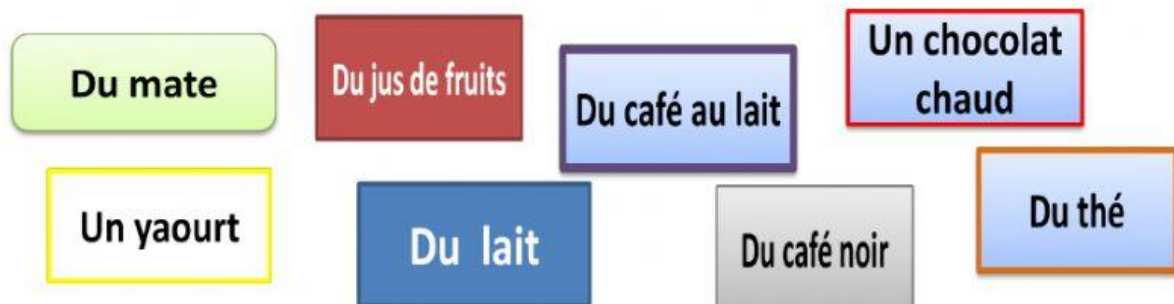 Du mate
Du jus de fruits
Du café au lait
Un chocolat
chaud
Un yaourt
Du lait
Du café noir
Du thé